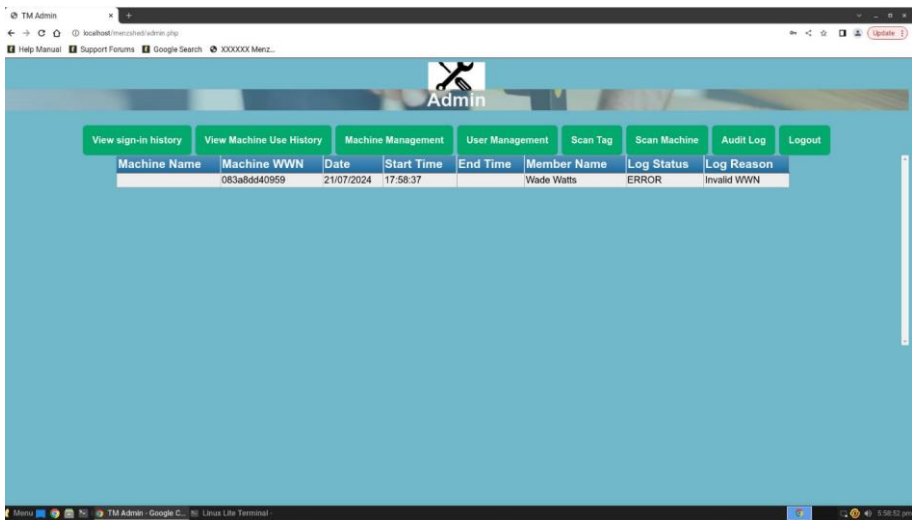 TM Admin
localhost/menzshed/admin.php
Update
Help Manual Support Forums Google Search XXXXXX Menz...
Admin
View sign-in history View Machine Use History Machine Management User Management Scan Tag Scan Machine Audit Log Logout
Machine Name Machine WWN Date Start Time End Time Member Name Log Status Log Reason
083a8dd40959 21/07/2024 17:58:37 Wade Watts ERROR Invalid WWN
Menu TM Admin - Google C... Linux Lite Terminal - 5:58:52 pm